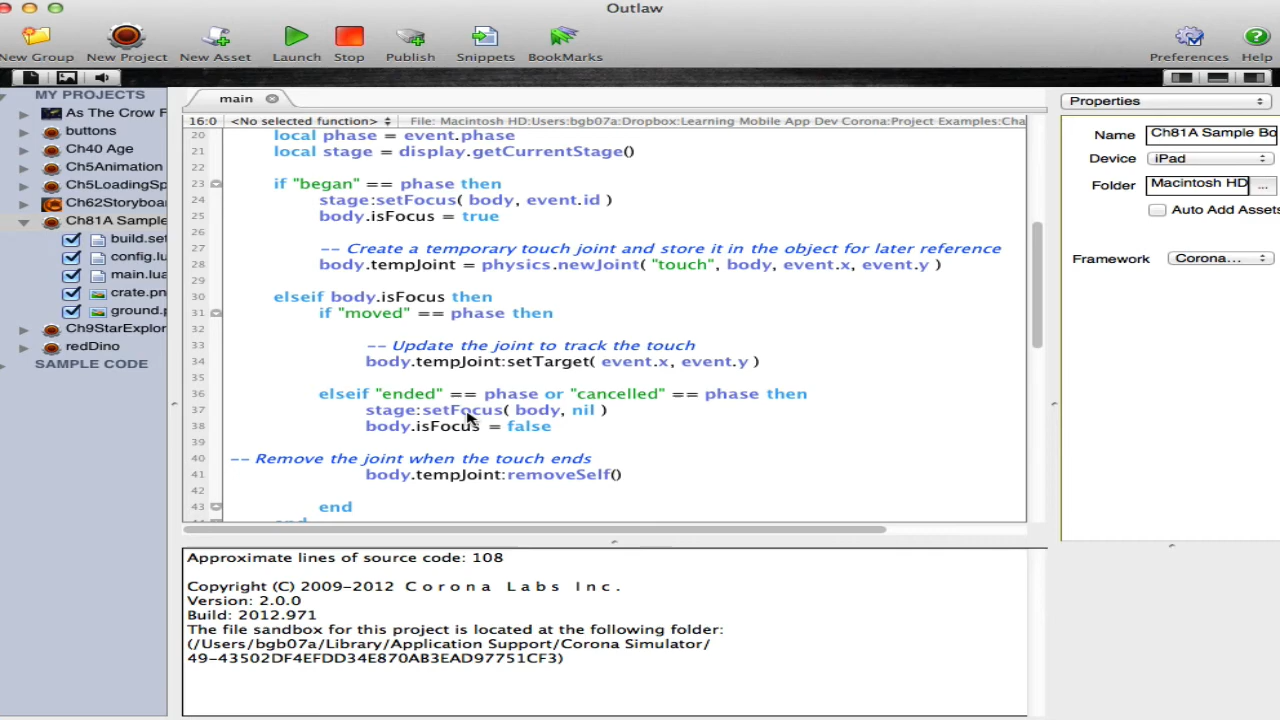 Outlaw
New Group New Project New Asset Launch Stop Publish Snippets BookMarks Preferences Help
MY PROJECTS
As The Crow F
buttons
Ch40 Age
Ch5Animation
Ch5LoadingSp
Ch62Storyboa
Ch81A Sample
build.set
config.lu
main.lua
crate.pn
ground.p
Ch9StarExplor
redDino
SAMPLE CODE
main
16:0 <No selected function> File: Macintosh HD:Users:bgb07a:Dropbox:Learning Mobile App Dev Corona:Project Examples:Cha
20 local phase = event.phase
21 local stage = display.getCurrentStage()
22
23 if "began" == phase then
24 stage:setFocus( body, event.id )
25 body.isFocus = true
26
27 -- Create a temporary touch joint and store it in the object for later reference
28 body.tempJoint = physics.newJoint( "touch", body, event.x, event.y )
29
30 elseif body.isFocus then
31 if "moved" == phase then
32
33 -- Update the joint to track the touch
34 body.tempJoint:setTarget( event.x, event.y )
35
36 elseif "ended" == phase or "cancelled" == phase then
37 stage:setFocus( body, nil )
38 body.isFocus = false
39
40 -- Remove the joint when the touch ends
41 body.tempJoint:removeSelf()
42
43 end
Approximate lines of source code: 108
Copyright (C) 2009-2012 C o r o n a L a b s I n c .
Version: 2.0.0
Build: 2012.971
The file sandbox for this project is located at the following folder:
(/Users/bgb07a/Library/Application Support/Corona Simulator/
49-43502DF4EFDD34E870AB3EAD97751CF3)
Properties
Name Ch81A Sample Bo
Device iPad
Folder Macintosh HD ...
Auto Add Assets
Framework Corona...